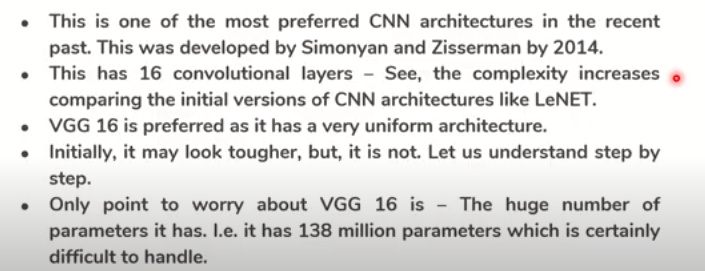 • This is one of the most preferred CNN architectures in the recent
past. This was developed by Simonyan and Zisserman by 2014.
• This has 16 convolutional layers – See, the complexity increases
comparing the initial versions of CNN architectures like LeNET.
• VGG 16 is preferred as it has a very uniform architecture.
• Initially, it may look tougher, but, it is not. Let us understand step by
step.
• Only point to worry about VGG 16 is – The huge number of
parameters it has. I.e. it has 138 million parameters which is certainly
difficult to handle.